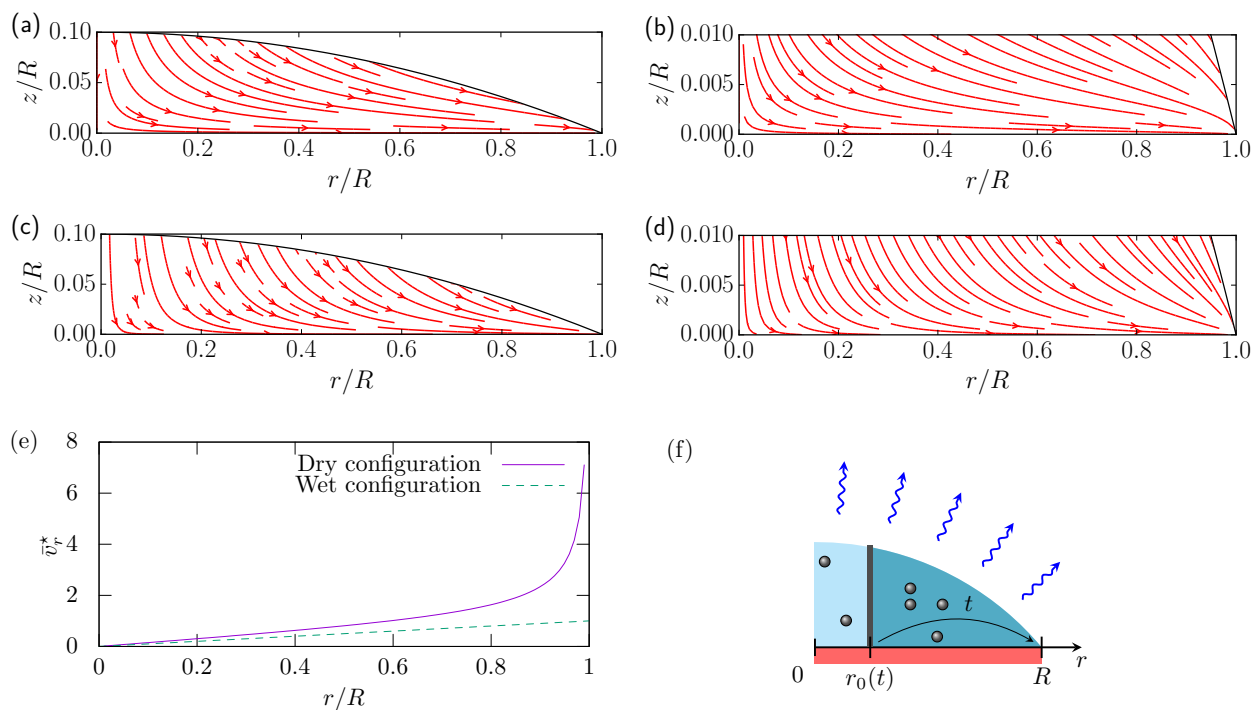 (a)
z/R
0.10
0.05
0.00
0.0 0.2 0.4 0.6 0.8 1.0
r/R
(b)
z/R
0.010
0.005
0.000
0.0 0.2 0.4 0.6 0.8 1.0
r/R
(c)
z/R
0.10
0.05
0.00
0.0 0.2 0.4 0.6 0.8 1.0
r/R
(d)
z/R
0.010
0.005
0.000
0.0 0.2 0.4 0.6 0.8 1.0
r/R
(e)
v̄_r^⋆
8
6
4
2
0
Dry configuration
Wet configuration
0 0.2 0.4 0.6 0.8 1
r/R
(f)
t
0 r₀(t) R r